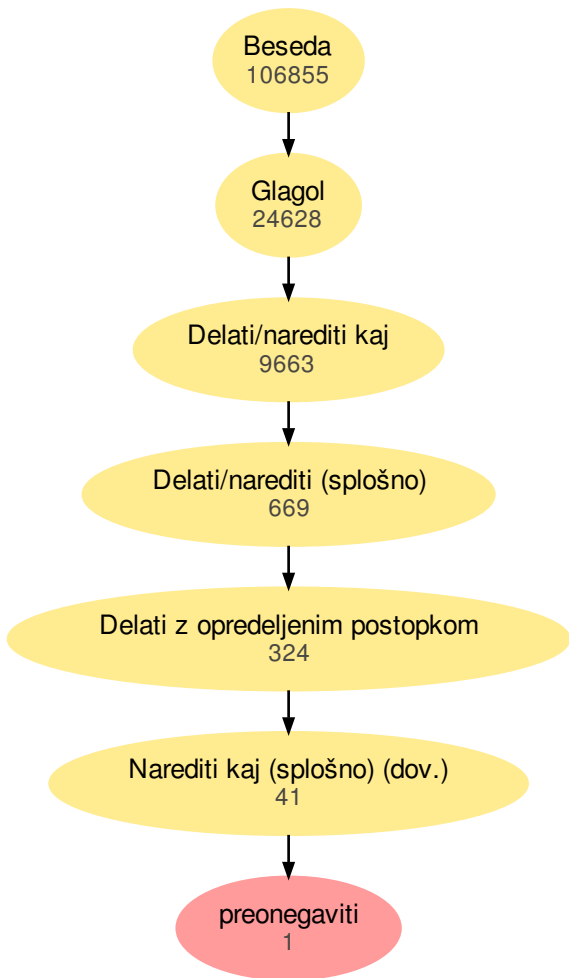 Beseda
106855
Glagol
24628
Delati/narediti kaj
9663
Delati/narediti (splošno)
669
Delati z opredeljenim postopkom
324
Narediti kaj (splošno) (dov.)
41
preonegaviti
1